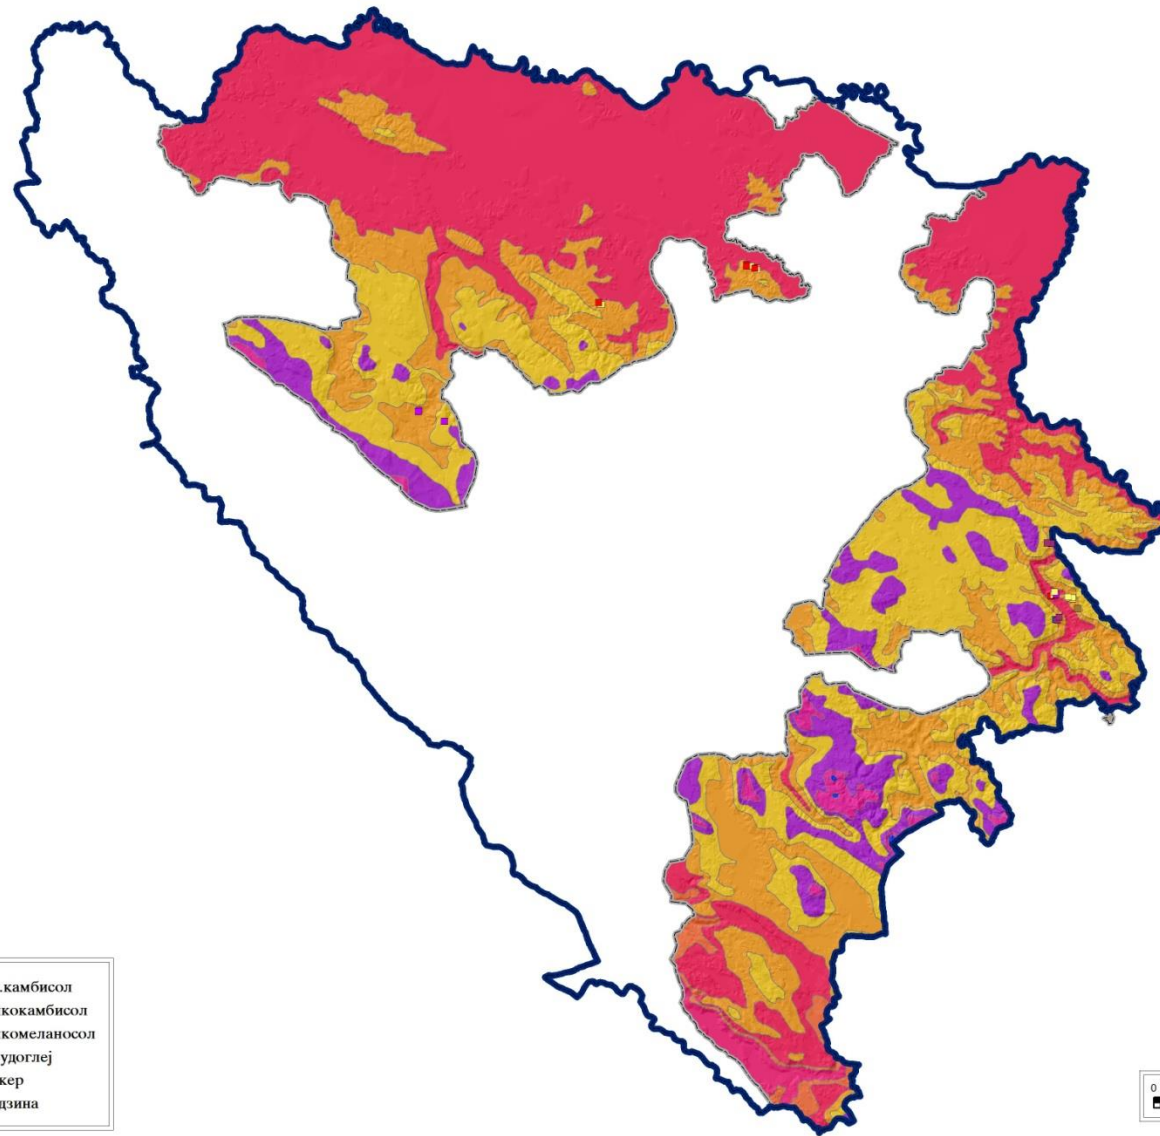 .камбисол
кокамбисол
комеланосол
удоглеј
кер
дзина
0